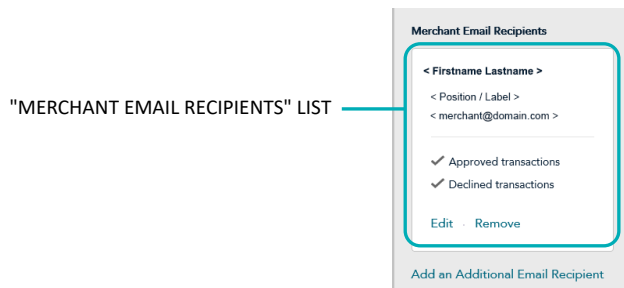 Merchant Email Recipients
< Firstname Lastname >
< Position / Label >
"MERCHANT EMAIL RECIPIENTS" LIST
< merchant@domain.com >
Approved transactions
Declined transactions
Edit · Remove
Add an Additional Email Recipient